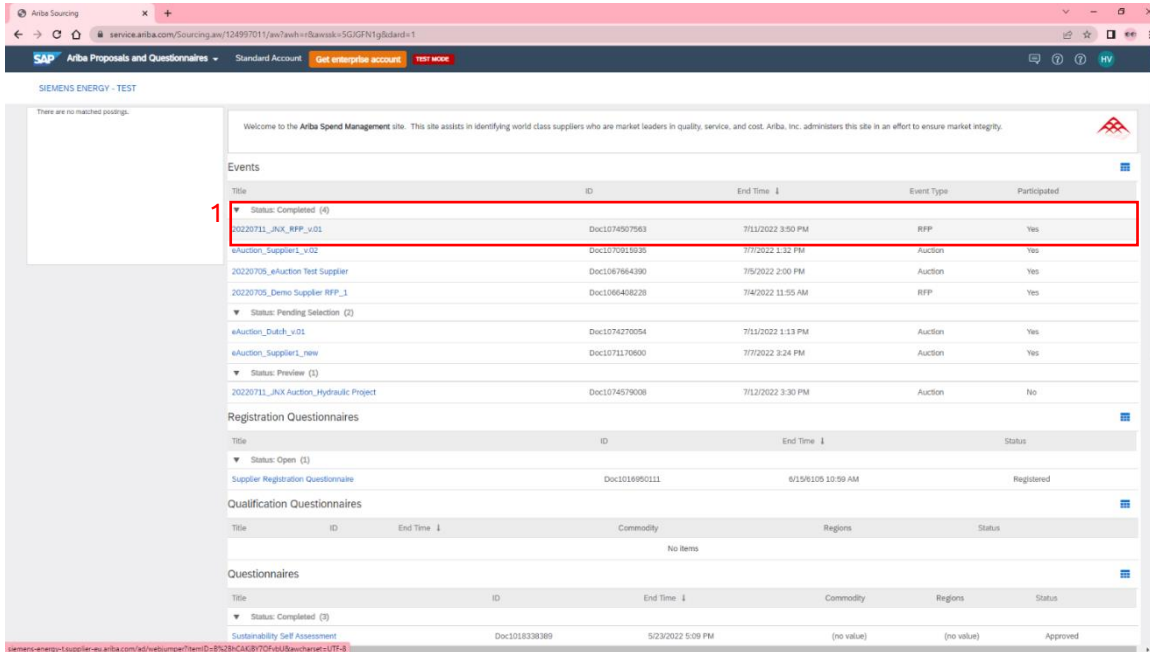 Ariba Sourcing
service.ariba.com/Sourcing.aw/124997011/aw?awh=r&awssk=5GJGFN1g&dard=1
SAP Ariba Proposals and Questionnaires Standard Account Get enterprise account TEST MODE HV
SIEMENS ENERGY - TEST
There are no matched postings.
Welcome to the Ariba Spend Management site. This site assists in identifying world class suppliers who are market leaders in quality, service, and cost. Ariba, Inc. administers this site in an effort to ensure market integrity.
Events
Title ID End Time ↓ Event Type Participated
1
▼ Status: Completed (4)
20220711_JNX_RFP_v.01 Doc1074507563 7/11/2022 3:50 PM RFP Yes
eAuction_Supplier1_v.02 Doc1070915935 7/7/2022 1:32 PM Auction Yes
20220705_eAuction Test Supplier Doc1067664390 7/5/2022 2:00 PM Auction Yes
20220705_Demo Supplier RFP_1 Doc1066408228 7/4/2022 11:55 AM RFP Yes
▼ Status: Pending Selection (2)
eAuction_Dutch_v.01 Doc1074270054 7/11/2022 1:13 PM Auction Yes
eAuction_Supplier1_new Doc1071170600 7/7/2022 3:24 PM Auction Yes
▼ Status: Preview (1)
20220711_JNX Auction_Hydraulic Project Doc1074579008 7/12/2022 3:30 PM Auction No
Registration Questionnaires
Title ID End Time ↓ Status
▼ Status: Open (1)
Supplier Registration Questionnaire Doc1016950111 6/15/6105 10:59 AM Registered
Qualification Questionnaires
Title ID End Time ↓ Commodity Regions Status
No items
Questionnaires
Title ID End Time ↓ Commodity Regions Status
▼ Status: Completed (3)
Sustainability Self Assessment Doc1018338389 5/23/2022 5:09 PM (no value) (no value) Approved